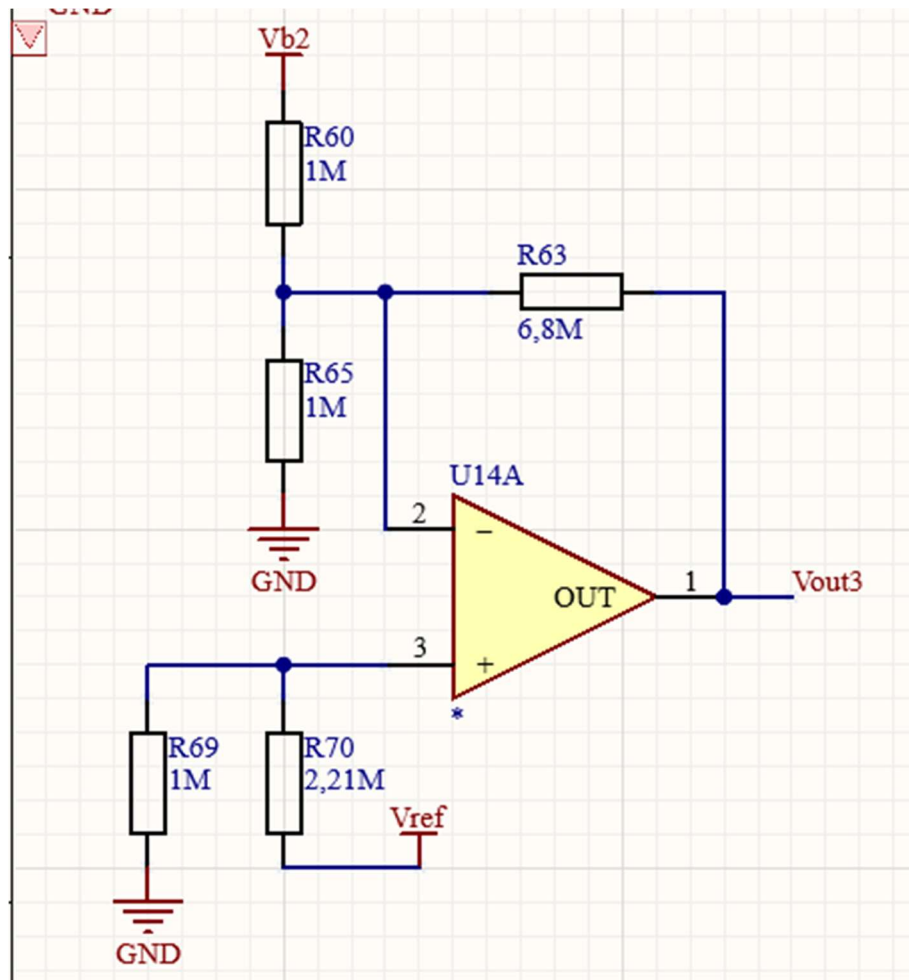 GND
Vb2
R60
1M
R63
6,8M
R65
1M
U14A
2
−
GND
OUT
1
Vout3
3
+
*
R69
1M
R70
2,21M
Vref
GND